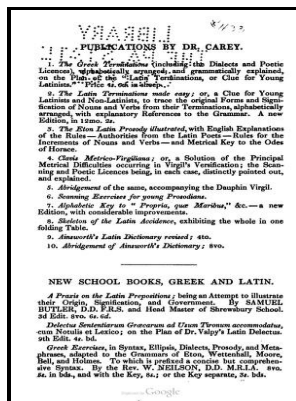 LIBRARY
PUBLICATIONS BY DR. CAREY.
1. The Greek Terminations (including the Dialects and Poetic
Licences), alphabetically arranged, and grammatically explained,
on the Plan of the "Latin Terminations, or Clue for Young
Latinists." Price 4s. 0d. in sheep.
2. The Latin Terminations made easy; or, a Clue for Young
Latinists and Non-Latinists, to trace the original Forms and Signi-
fication of Nouns and Verbs from their Terminations, alphabetically
arranged, with explanatory References to the Grammar. A new
Edition, in 12mo. 2s.
3. The Eton Latin Prosody illustrated, with English Explanations
of the Rules—Authorities from the Latin Poets—Rules for the
Increments of Nouns and Verbs—and Metrical Key to the Odes
of Horace.
4. Clavis Metrico-Virgiliana; or, a Solution of the Principal
Metrical Difficulties occurring in Virgil's Versification; the Scan-
ning and Poetic Licences being, in each case, distinctly pointed out,
and explained.
5. Abridgement of the same, accompanying the Dauphin Virgil.
6. Scanning Exercises for young Prosodians.
7. Alphabetic Key to "Propria, quæ Maribus," &c.—a new
Edition, with considerable improvements.
8. Skeleton of the Latin Accidence, exhibiting the whole in one
folding Table.
9. Ainsworth's Latin Dictionary revised; 4to.
10. Abridgement of Ainsworth's Dictionary; 8vo.
NEW SCHOOL BOOKS, GREEK AND LATIN.
A Praxis on the Latin Prepositions; being an Attempt to illustrate
their Origin, Signification, and Government. By SAMUEL
BUTLER, D.D. F.R.S. and Head Master of Shrewsbury School.
3d Edit. 8vo. 6s. 6d.
Delectus Sententiarum Græcarum ad Usum Tironum accommodatus,
cum Notulis et Lexico; on the Plan of Dr. Valpy's Latin Delectus.
9th Edit. 4s. bd.
Greek Exercises, in Syntax, Ellipsis, Dialects, Prosody, and Meta-
phrases, adapted to the Grammars of Eton, Wettenhall, Moore,
Bell, and Holmes. To which is prefixed a concise but comprehen-
sive Syntax. By the Rev. W. NEILSON, D.D. M.R.I.A. 8vo.
5s. in bds., and with the Key, 8s.; or the Key separate, 3s. bds.
Google